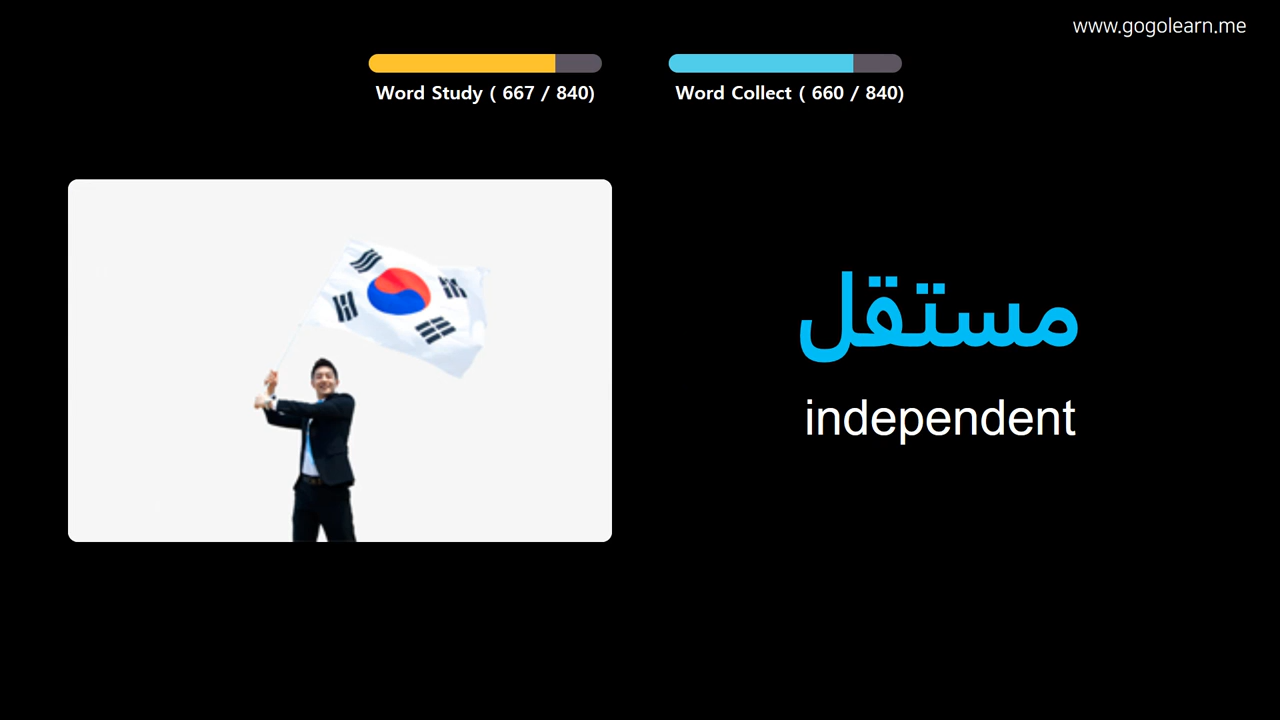 www.gogolearn.me
Word Study ( 667 / 840)
Word Collect ( 660 / 840)
مستقل
independent